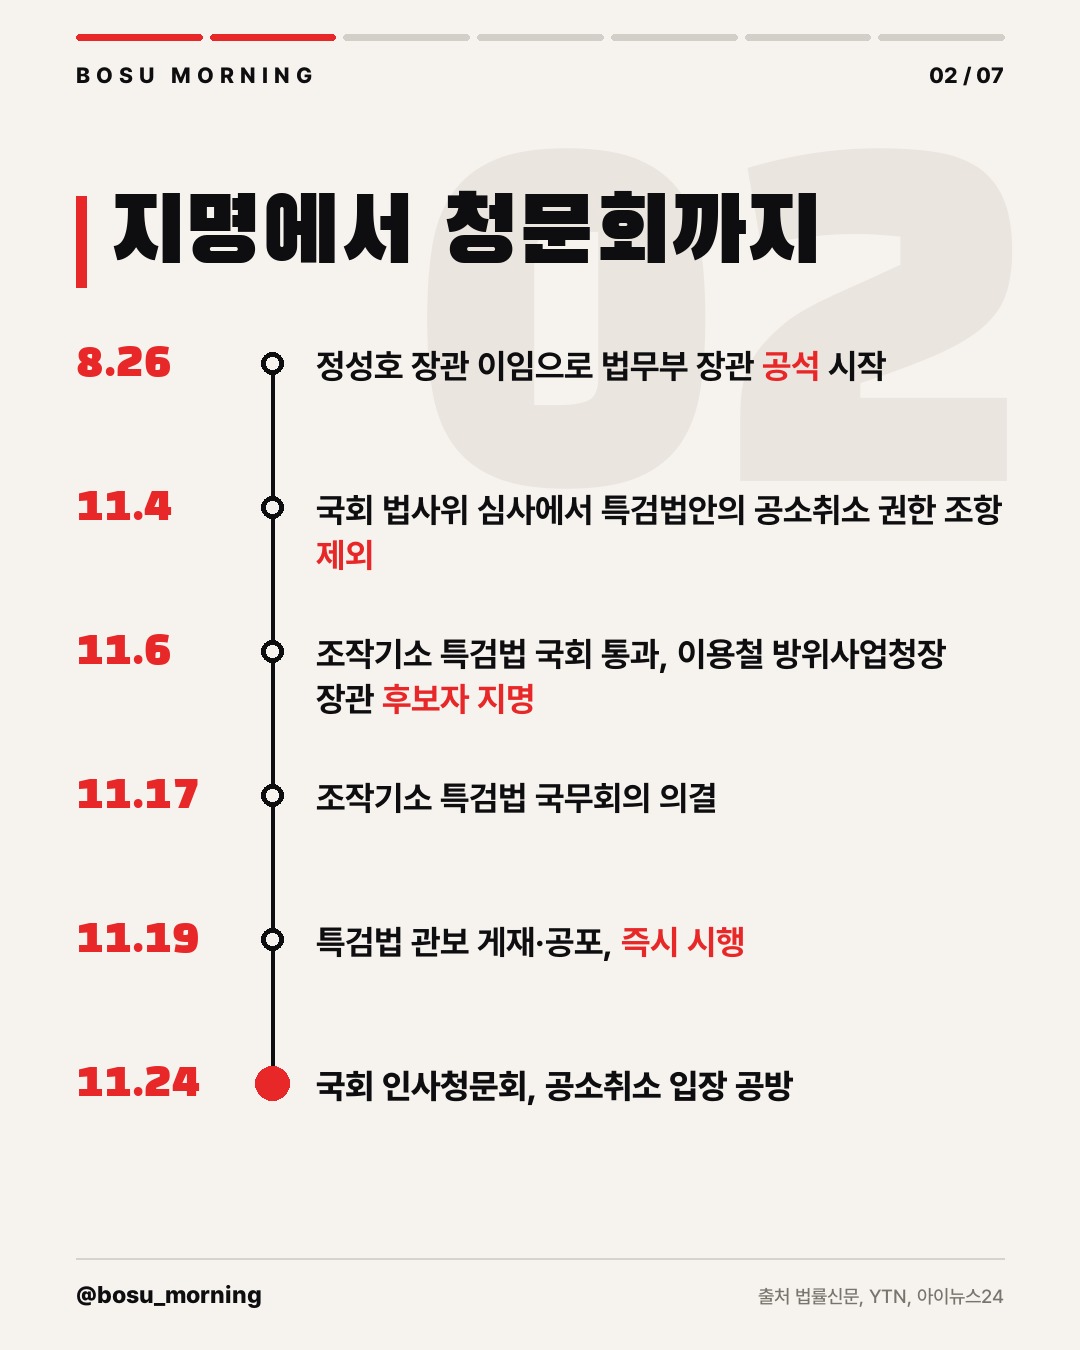 BOSU MORNING
02 / 07
02
지명에서 청문회까지
8.26
정성호 장관 이임으로 법무부 장관 공석 시작
11.4
국회 법사위 심사에서 특검법안의 공소취소 권한 조항
제외
11.6
조작기소 특검법 국회 통과, 이용철 방위사업청장
장관 후보자 지명
11.17
조작기소 특검법 국무회의 의결
11.19
특검법 관보 게재·공포, 즉시 시행
11.24
국회 인사청문회, 공소취소 입장 공방
@bosu_morning
출처 법률신문, YTN, 아이뉴스24